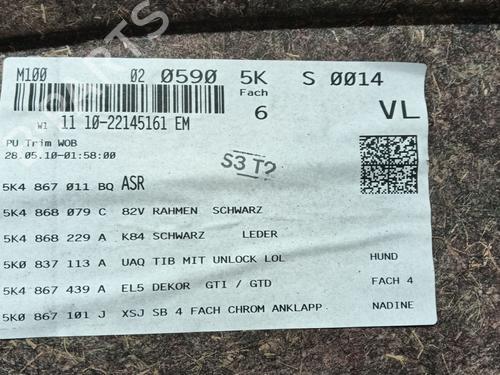 M100 02 0590 5K S 0014
Fach
6 VL
W1 11 10-22145161 EM
PU Trim WOB
28.05.10-01:58:00
S3 T2
5K4 867 011 BQ ASR
5K4 868 079 C 82V RAHMEN SCHWARZ
5K4 868 229 A K84 SCHWARZ LEDER
5K0 837 113 A UAQ TIB MIT UNLOCK LOL HUND
5K4 867 439 A EL5 DEKOR GTI / GTD FACH 4
5K0 867 101 J XSJ SB 4 FACH CHROM ANKLAPP NADINE